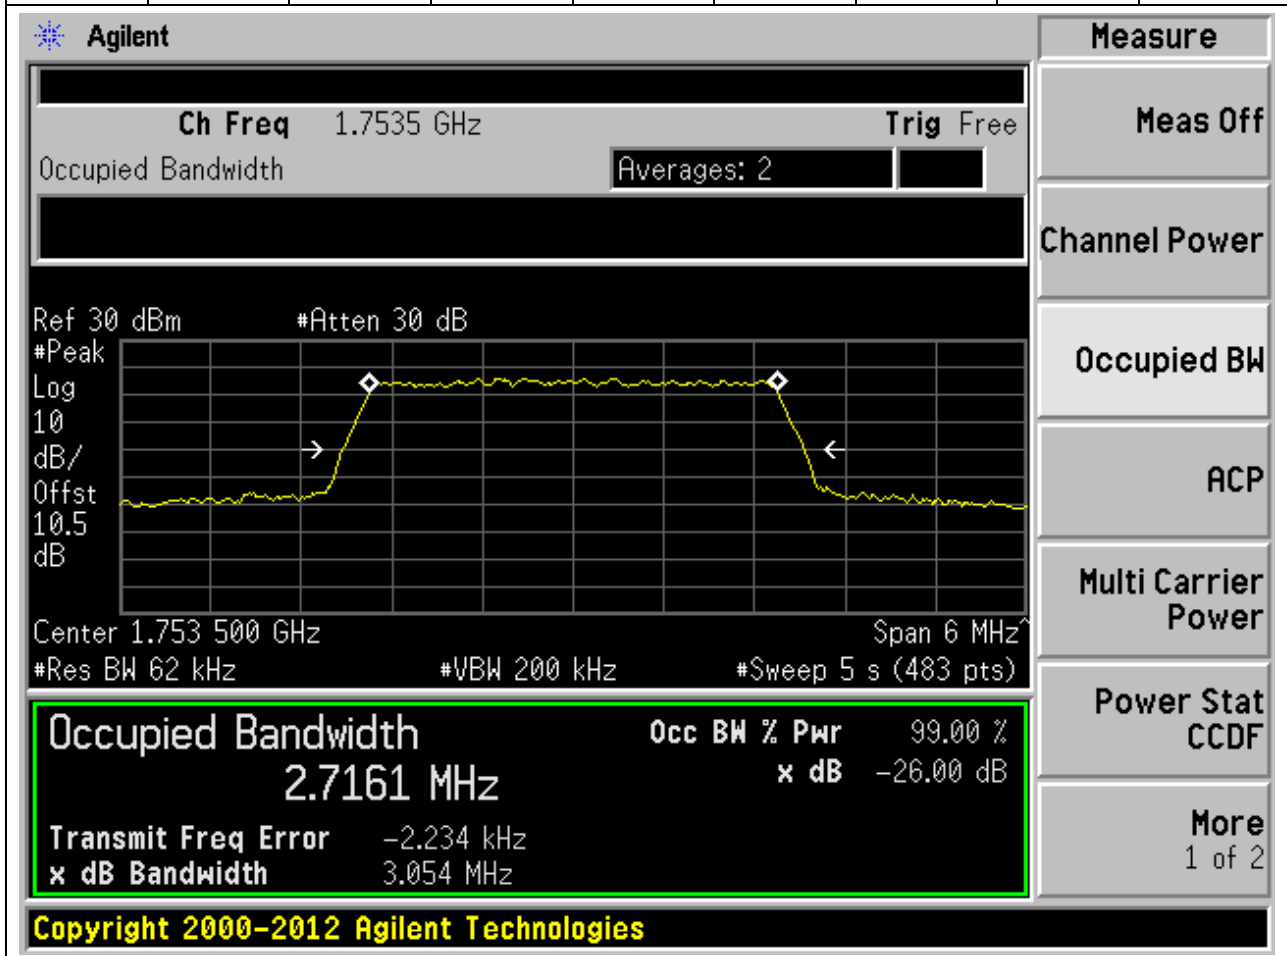 Agilent
Measure
Ch Freq 1.7535 GHz Trig Free
Occupied Bandwidth Averages: 2
Ref 30 dBm #Atten 30 dB
#Peak
Log
10
dB/
Offst
10.5
dB
Center 1.753 500 GHz Span 6 MHz^
#Res BW 62 kHz #VBW 200 kHz #Sweep 5 s (483 pts)
Occupied Bandwidth
2.7161 MHz
Occ BW % Pwr 99.00 %
x dB -26.00 dB
Transmit Freq Error -2.234 kHz
x dB Bandwidth 3.054 MHz
Meas Off
Channel Power
Occupied BW
ACP
Multi Carrier
Power
Power Stat
CCDF
More
1 of 2
Copyright 2000-2012 Agilent Technologies